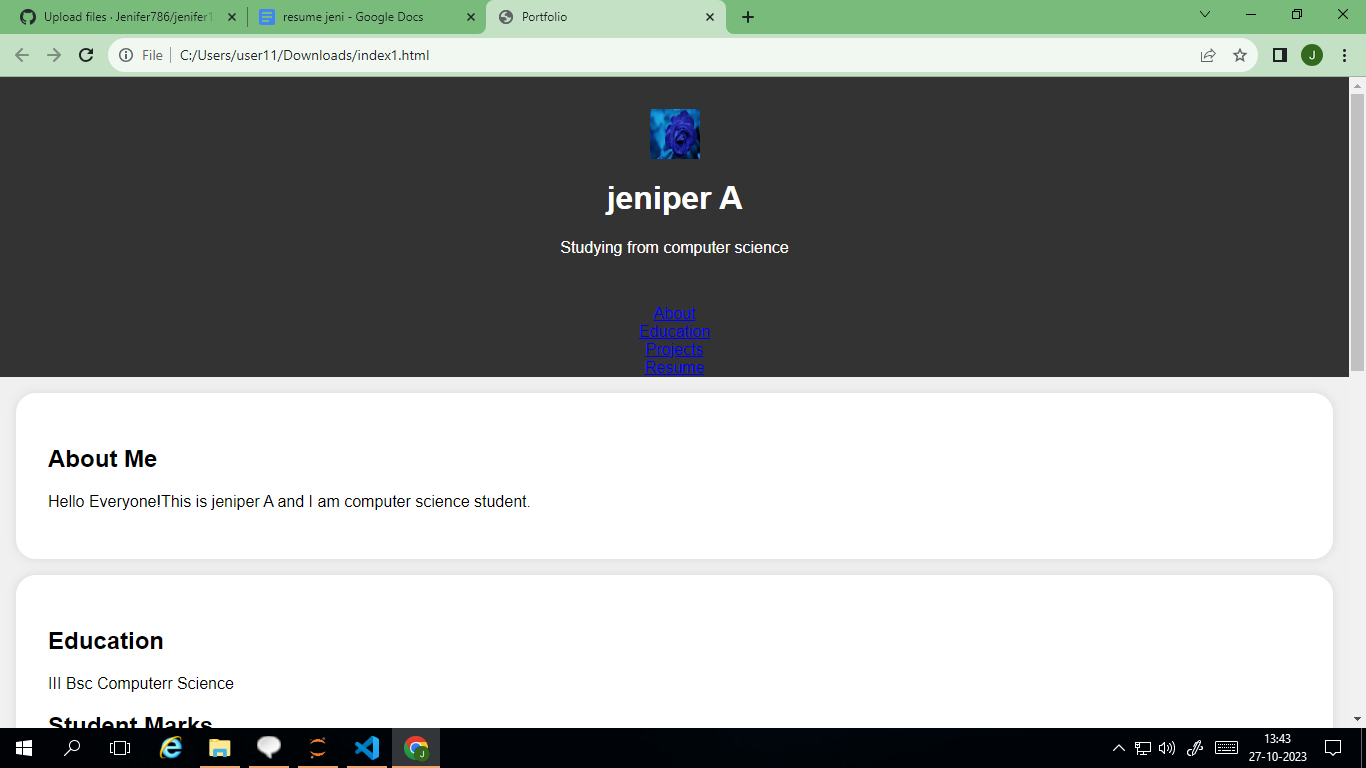 Upload files · Jenifer786/jenifer1
resume jeni - Google Docs
Portfolio
File
C:/Users/user11/Downloads/index1.html
J
jeniper A
Studying from computer science
About
Education
Projects
Resume
About Me
Hello Everyone!This is jeniper A and I am computer science student.
Education
III Bsc Computerr Science
Student Marks
J
13:43
27-10-2023